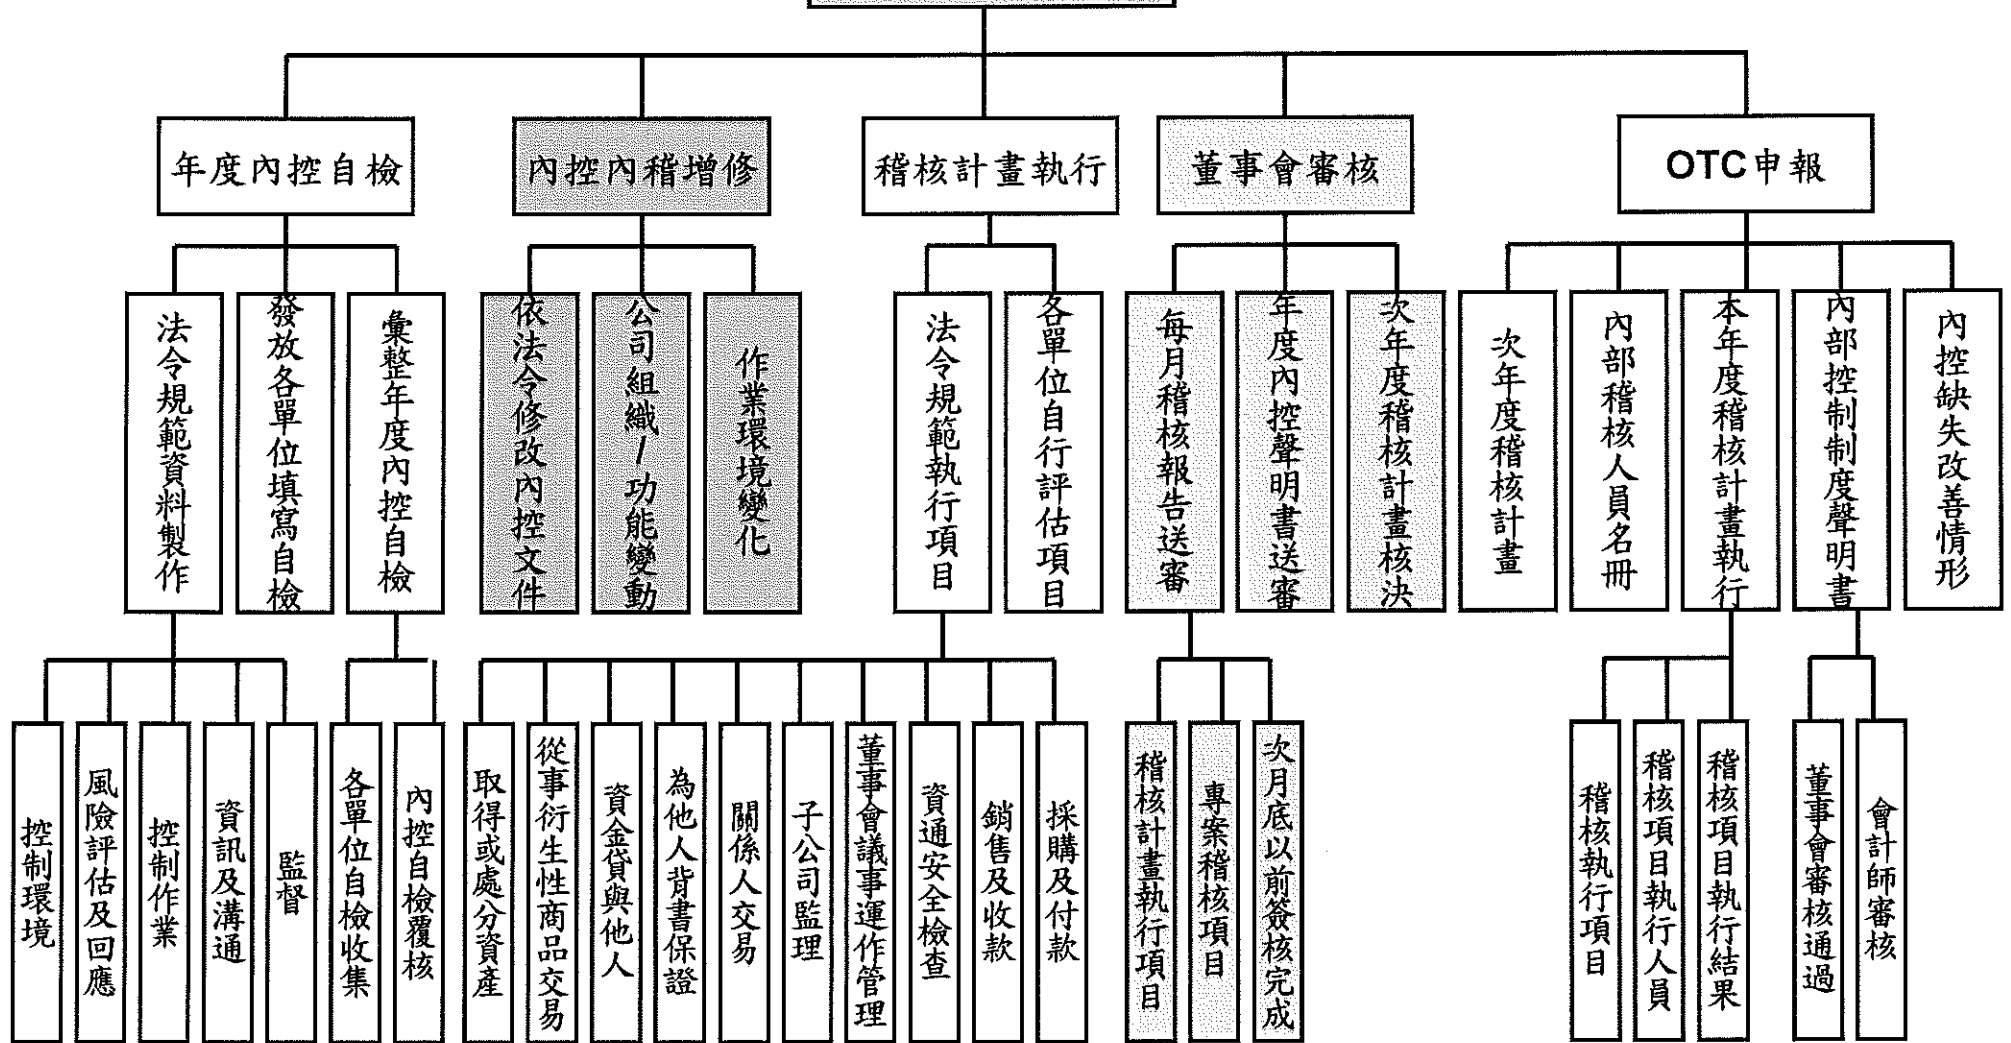 年度內控自檢
內控內稽增修
稽核計畫執行
董事會審核
OTC申報
法令規範資料製作
發放各單位填寫自檢
彙整年度內控自檢
依法令修改內控文件
公司組織/功能變動
作業環境變化
法令規範執行項目
各單位自行評估項目
每月稽核報告送審
年度內控聲明書送審
次年度稽核計畫核決
次年度稽核計畫
內部稽核人員名冊
本年度稽核計畫執行
內部控制制度聲明書
內控缺失改善情形
控制環境
風險評估及回應
控制作業
資訊及溝通
監督
各單位自檢收集
內控自檢覆核
取得或處分資產
從事衍生性商品交易
資金貸與他人
為他人背書保證
關係人交易
子公司監理
董事會議事運作管理
資通安全檢查
銷售及收款
採購及付款
稽核計畫執行項目
專案稽核項目
次月底以前簽核完成
稽核執行項目
稽核項目執行人員
稽核項目執行結果
董事會審核通過
會計師審核